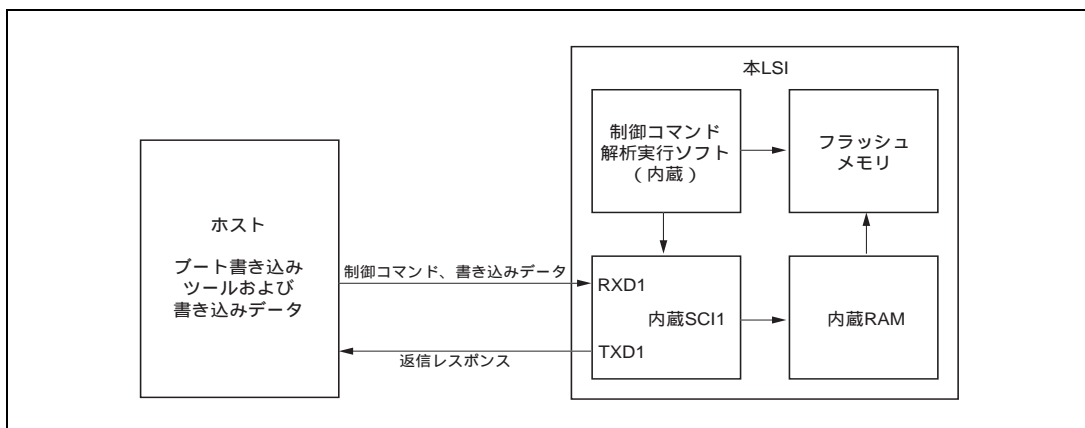 本LSI
制御コマンド
解析実行ソフト
（内蔵）
フラッシュ
メモリ
ホスト
ブート書き込み
ツールおよび
書き込みデータ
制御コマンド、書き込みデータ
返信レスポンス
RXD1
内蔵SCI1
TXD1
内蔵RAM